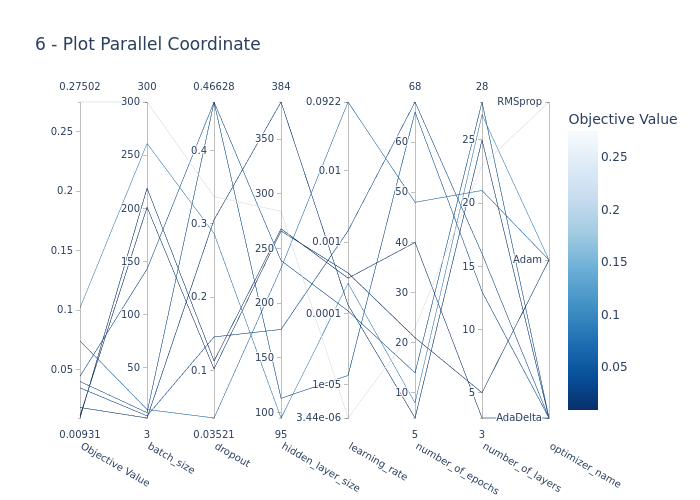 6 - Plot Parallel Coordinate
0.27502 300 0.46628 384 0.0922 68 28
Objective Value
0.25
0.2
0.15
0.1
0.05
0.00931
Objective Value
300
250
200
150
100
50
3
batch_size
0.4
0.3
0.2
0.1
0.03521
dropout
350
300
250
200
150
100
95
hidden_layer_size
0.01
0.001
0.0001
1e-05
3.44e-06
learning_rate
60
50
40
30
20
10
5
number_of_epochs
25
20
15
10
5
3
number_of_layers
RMSprop
Adam
AdaDelta
optimizer_name
0.25
0.2
0.15
0.1
0.05